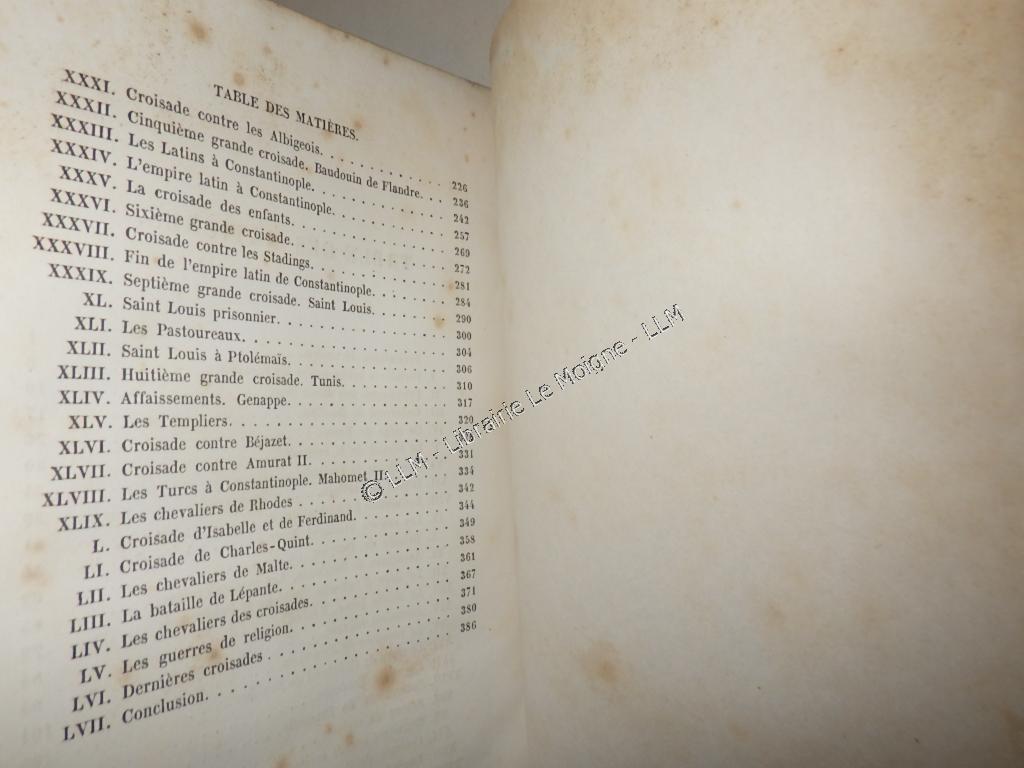 TABLE DES MATIÈRES.
XXXI. Croisade contre les Albigeois. . . . . . . . . . . . 226
XXXII. Cinquième grande croisade. Baudouin de Flandre. . . 236
XXXIII. Les Latins à Constantinople. . . . . . . . . . . . 242
XXXIV. L'empire latin à Constantinople. . . . . . . . . . . 257
XXXV. La croisade des enfants. . . . . . . . . . . . . . 269
XXXVI. Sixième grande croisade. . . . . . . . . . . . . . 272
XXXVII. Croisade contre les Stadings. . . . . . . . . . . . 281
XXXVIII. Fin de l'empire latin de Constantinople. . . . . . . . 284
XXXIX. Septième grande croisade. Saint Louis. . . . . . . . 290
XL. Saint Louis prisonnier. . . . . . . . . . . . . . . 300
XLI. Les Pastoureaux. . . . . . . . . . . . . . . . . 304
XLII. Saint Louis à Ptolémaïs. . . . . . . . . . . . . . 306
XLIII. Huitième grande croisade. Tunis. . . . . . . . . . . 310
XLIV. Affaissements. Genappe. . . . . . . . . . . . . . 317
XLV. Les Templiers. . . . . . . . . . . . . . . . . . 320
XLVI. Croisade contre Béjazet. . . . . . . . . . . . . .
XLVII. Croisade contre Amurat II. . . . . . . . . . . . . 331
XLVIII. Les Turcs à Constantinople. Mahomet II. . . . . . . 334
XLIX. Les chevaliers de Rhodes . . . . . . . . . . . . . 342
L. Croisade d'Isabelle et de Ferdinand. . . . . . . . . 344
LI. Croisade de Charles-Quint. . . . . . . . . . . . . 349
LII. Les chevaliers de Malte. . . . . . . . . . . . . . 358
LIII. La bataille de Lépante. . . . . . . . . . . . . . . 361
LIV. Les chevaliers des croisades. . . . . . . . . . . . 367
LV. Les guerres de religion. . . . . . . . . . . . . . 371
LVI. Dernières croisades . . . . . . . . . . . . . . . 380
LVII. Conclusion. . . . . . . . . . . . . . . . . . . 386
© LLM - Librairie Le Moigne - LLM